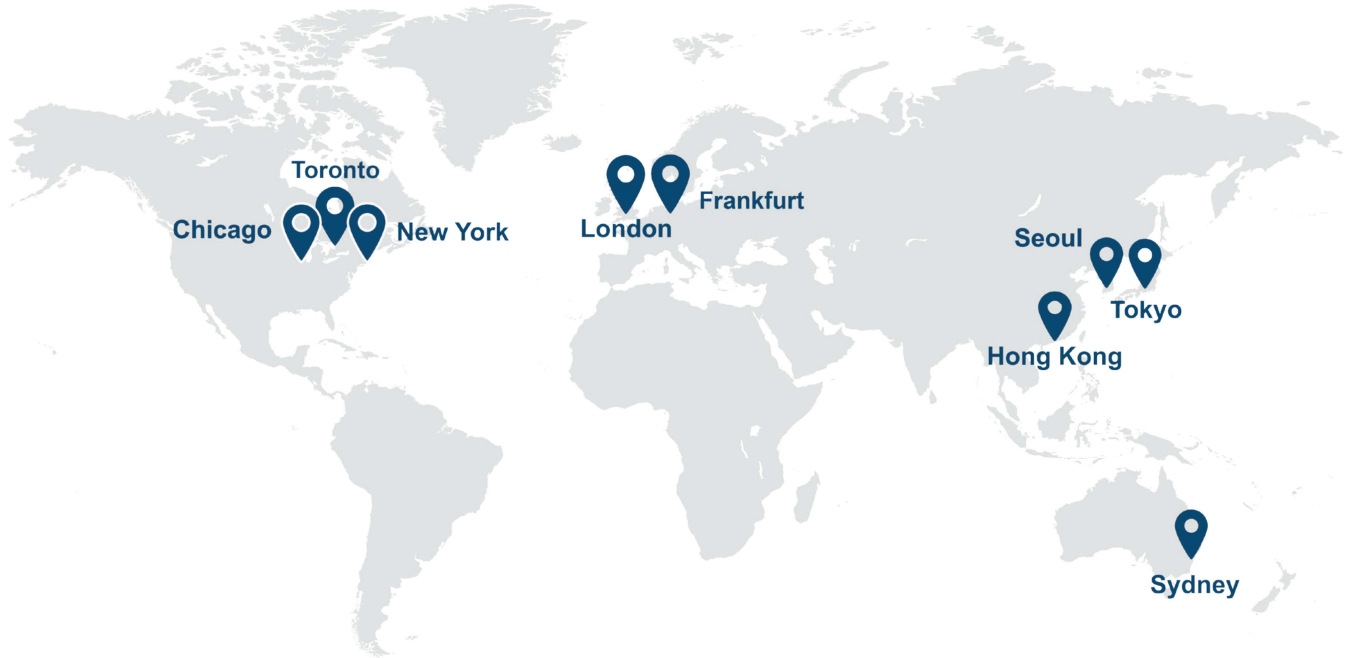 Toronto
Chicago
New York
London
Frankfurt
Seoul
Tokyo
Hong Kong
Sydney